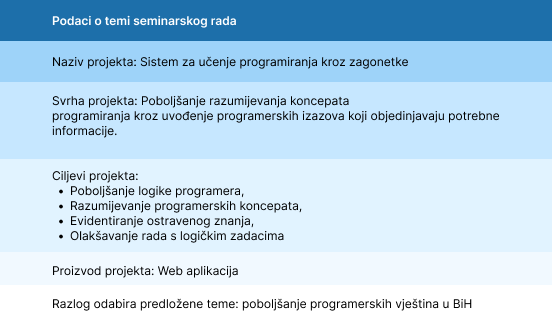 Podaci o temi seminarskog rada
Naziv projekta: Sistem za učenje programiranja kroz zagonetke
Svrha projekta: Poboljšanje razumijevanja koncepata
programiranja kroz uvođenje programerskih izazova koji objedinjavaju potrebne
informacije.
Ciljevi projekta:
• Poboljšanje logike programera,
• Razumijevanje programerskih koncepata,
• Evidentiranje ostravenog znanja,
• Olakšavanje rada s logičkim zadacima
Proizvod projekta: Web aplikacija
Razlog odabira predložene teme: poboljšanje programerskih vještina u BiH